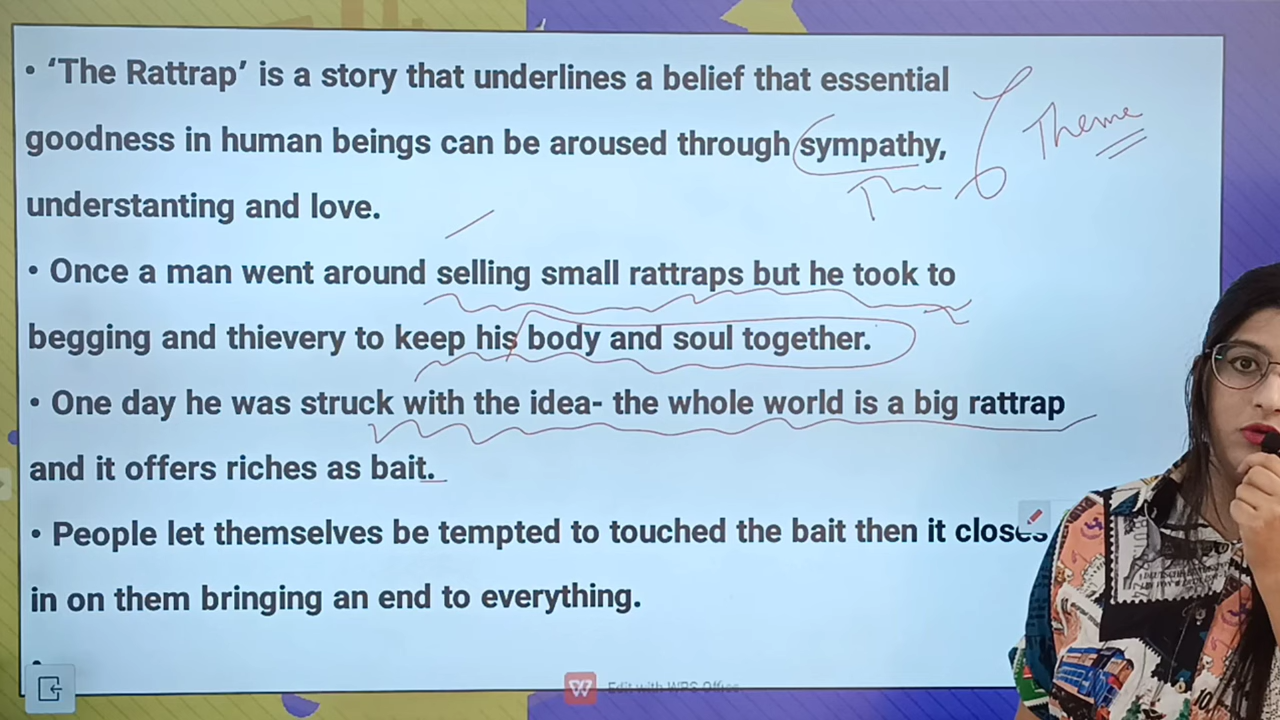 • ‘The Rattrap’ is a story that underlines a belief that essential
goodness in human beings can be aroused through sympathy,
understanting and love.
Theme
• Once a man went around selling small rattraps but he took to
begging and thievery to keep his body and soul together.
• One day he was struck with the idea- the whole world is a big rattrap
and it offers riches as bait.
• People let themselves be tempted to touched the bait then it closes
in on them bringing an end to everything.
•
Edit with WPS Office